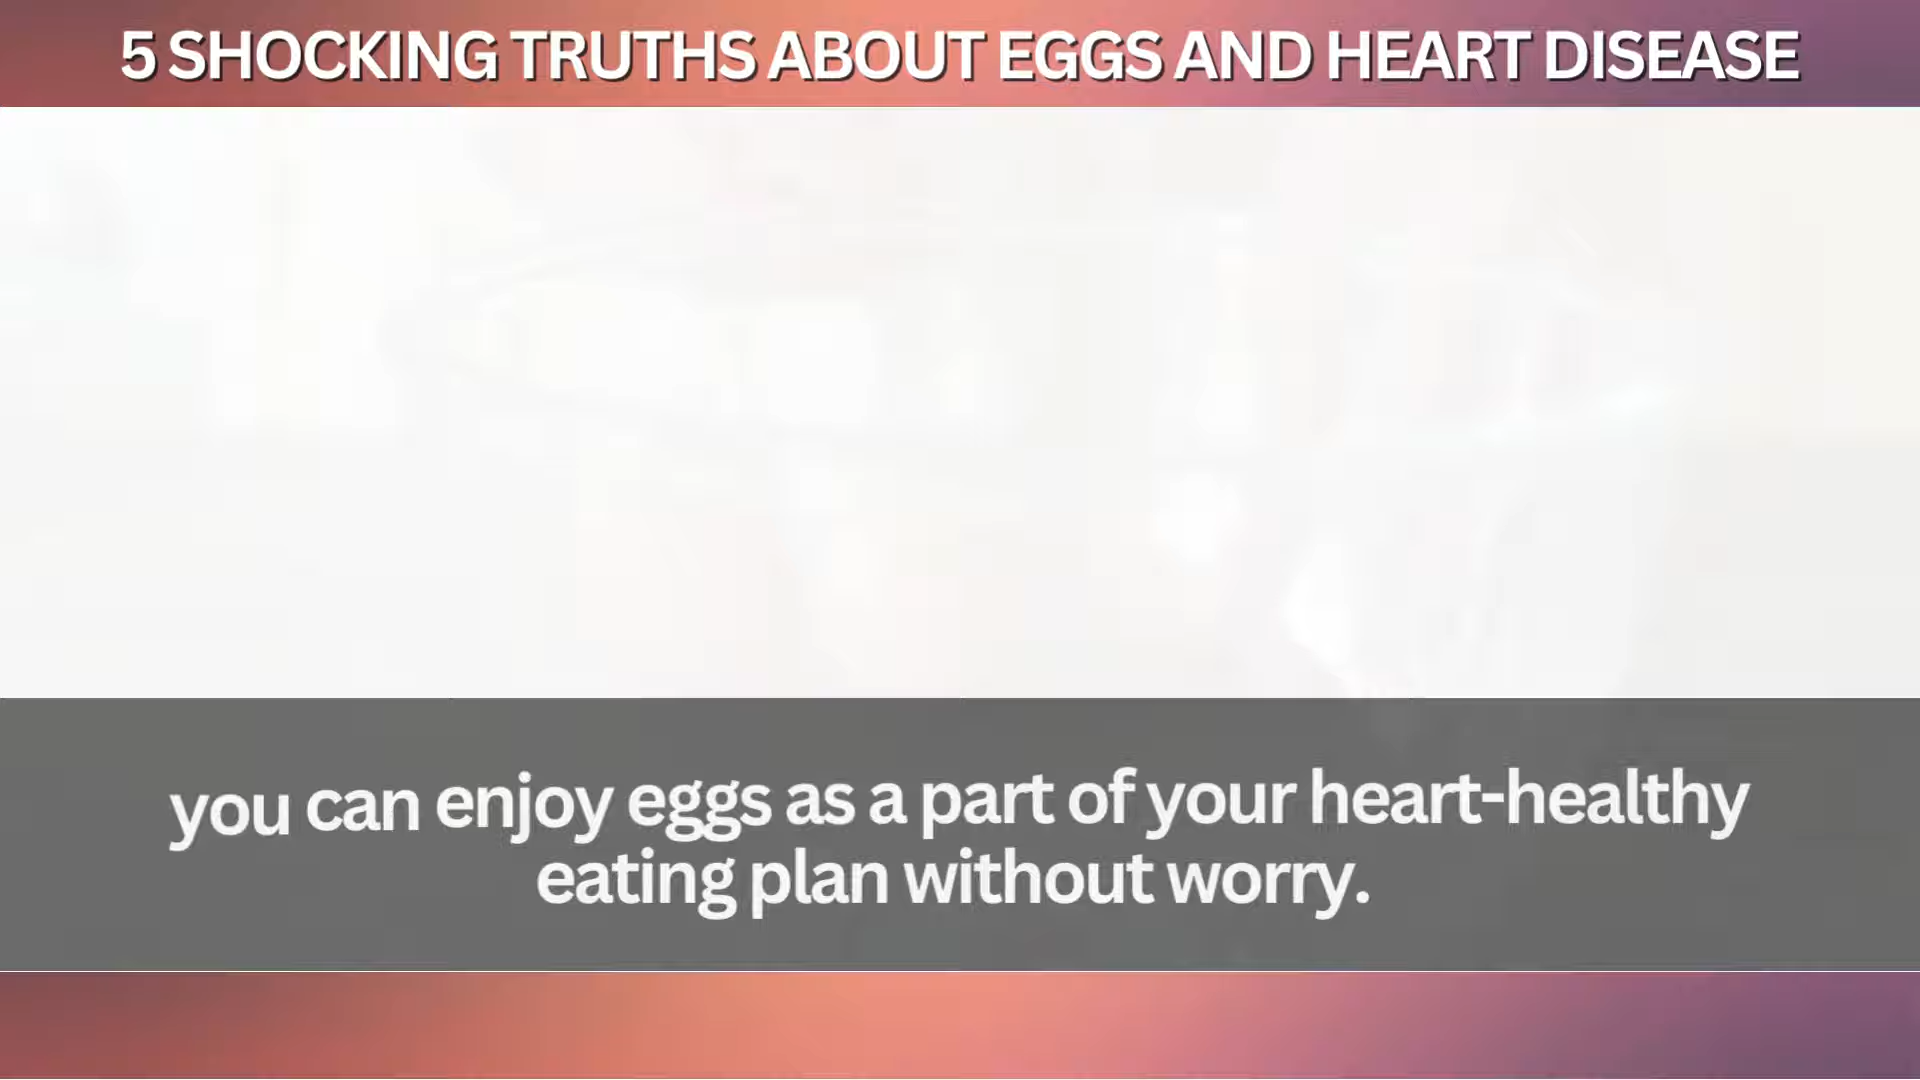 5 SHOCKING TRUTHS ABOUT EGGS AND HEART DISEASE
you can enjoy eggs as a part of your heart-healthy
eating plan without worry.